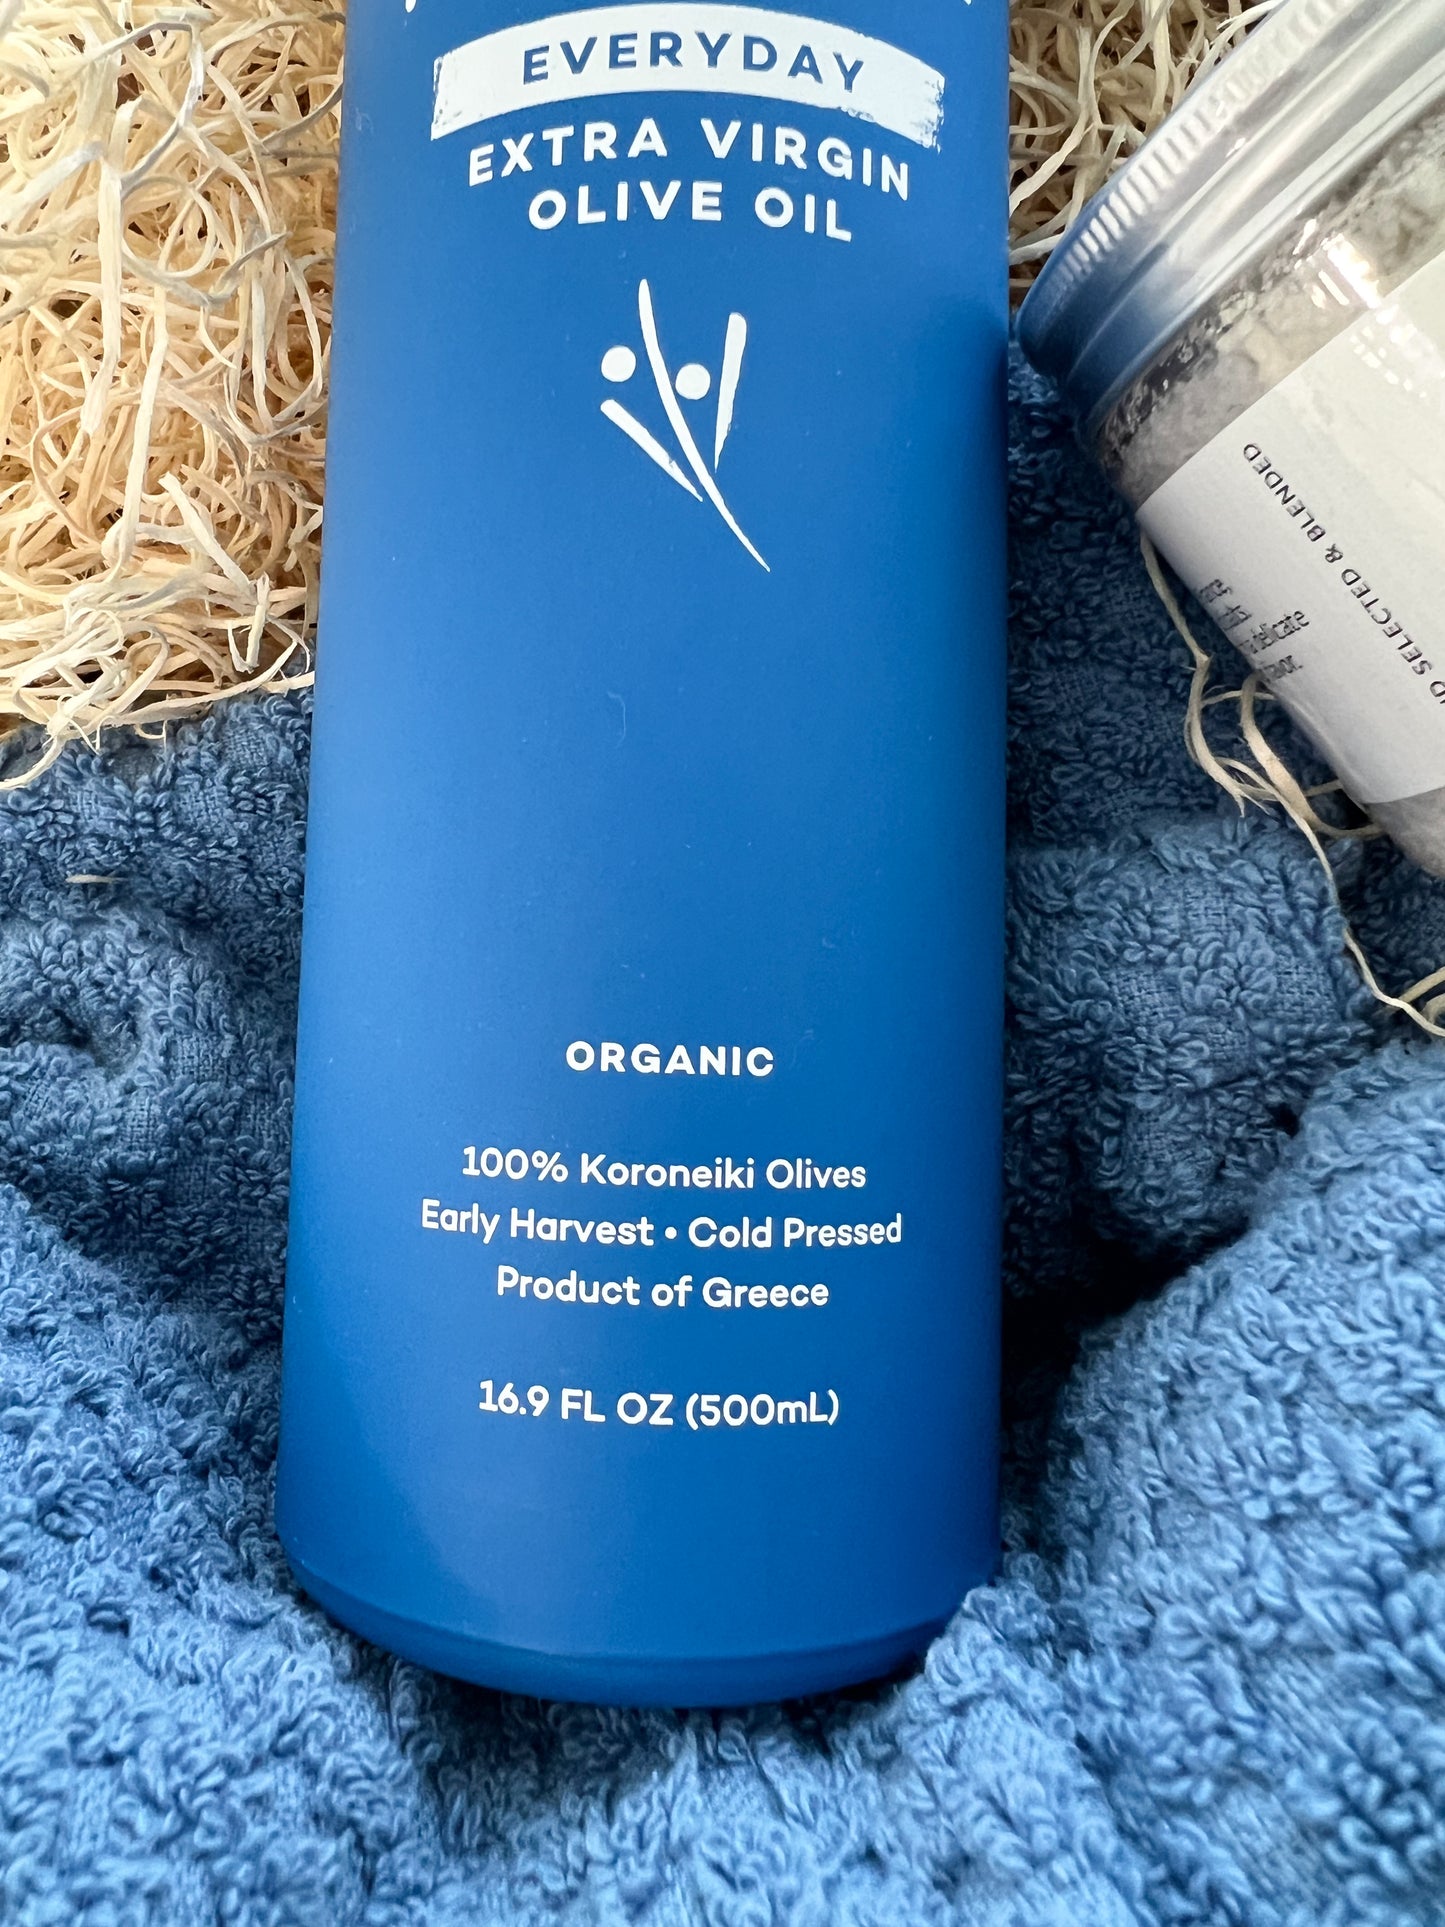 EVERYDAY
EXTRA VIRGIN
OLIVE OIL
ORGANIC
100% Koroneiki Olives
Early Harvest • Cold Pressed
Product of Greece
16.9 FL OZ (500mL)
SELECTED & BLENDED